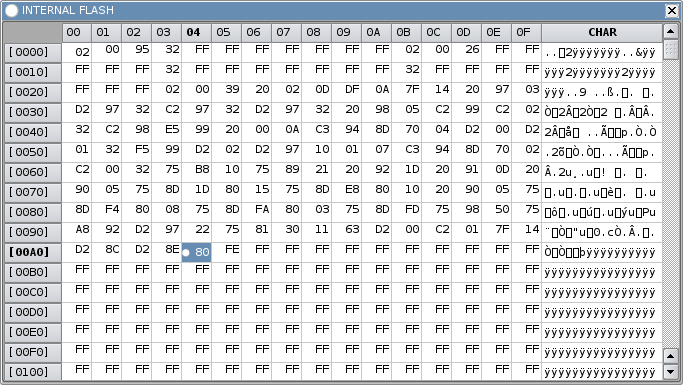 INTERNAL FLASH
00 01 02 03 04 05 06 07 08 09 0A 0B 0C 0D 0E 0F CHAR
[0000] 02 00 95 32 FF FF FF FF FF FF FF 02 00 26 FF FF ..▯2ÿÿÿÿÿÿÿ..&ÿÿ
[0010] FF FF FF 32 FF FF FF FF FF FF FF 32 FF FF FF FF ÿÿÿ2ÿÿÿÿÿÿÿ2ÿÿÿÿ
[0020] FF FF FF 02 00 39 20 02 0D DF 0A 7F 14 20 97 03 ÿÿÿ..9 ..ß.▯. ▯.
[0030] D2 97 32 C2 97 32 D2 97 32 20 98 05 C2 99 C2 02 Ò▯2Â▯2Ò▯2 ▯.Â▯Â.
[0040] 32 C2 98 E5 99 20 00 0A C3 94 8D 70 04 D2 00 D2 2Â▯å▯ ..Ã▯▯p.Ò.Ò
[0050] 01 32 F5 99 D2 02 D2 97 10 01 07 C3 94 8D 70 02 .2õ▯Ò.Ò▯...Ã▯▯p.
[0060] C2 00 32 75 B8 10 75 89 21 20 92 1D 20 91 0D 20 Â.2u¸.u▯! ▯. ▯.
[0070] 90 05 75 8D 1D 80 15 75 8D E8 80 10 20 90 05 75 ▯.u▯.▯.u▯è▯. ▯.u
[0080] 8D F4 80 08 75 8D FA 80 03 75 8D FD 75 98 50 75 ▯ô▯.u▯ú▯.u▯ýu▯Pu
[0090] A8 92 D2 97 22 75 81 30 11 63 D2 00 C2 01 7F 14 ¨▯Ò▯"u▯0.cÒ.Â.▯.
[00A0] D2 8C D2 8E 80 FE FF FF FF FF FF FF FF FF FF FF Ò▯Ò▯▯þÿÿÿÿÿÿÿÿÿÿ
[00B0] FF FF FF FF FF FF FF FF FF FF FF FF FF FF FF FF ÿÿÿÿÿÿÿÿÿÿÿÿÿÿÿÿ
[00C0] FF FF FF FF FF FF FF FF FF FF FF FF FF FF FF FF ÿÿÿÿÿÿÿÿÿÿÿÿÿÿÿÿ
[00D0] FF FF FF FF FF FF FF FF FF FF FF FF FF FF FF FF ÿÿÿÿÿÿÿÿÿÿÿÿÿÿÿÿ
[00E0] FF FF FF FF FF FF FF FF FF FF FF FF FF FF FF FF ÿÿÿÿÿÿÿÿÿÿÿÿÿÿÿÿ
[00F0] FF FF FF FF FF FF FF FF FF FF FF FF FF FF FF FF ÿÿÿÿÿÿÿÿÿÿÿÿÿÿÿÿ
[0100] FF FF FF FF FF FF FF FF FF FF FF FF FF FF FF FF ÿÿÿÿÿÿÿÿÿÿÿÿÿÿÿÿ